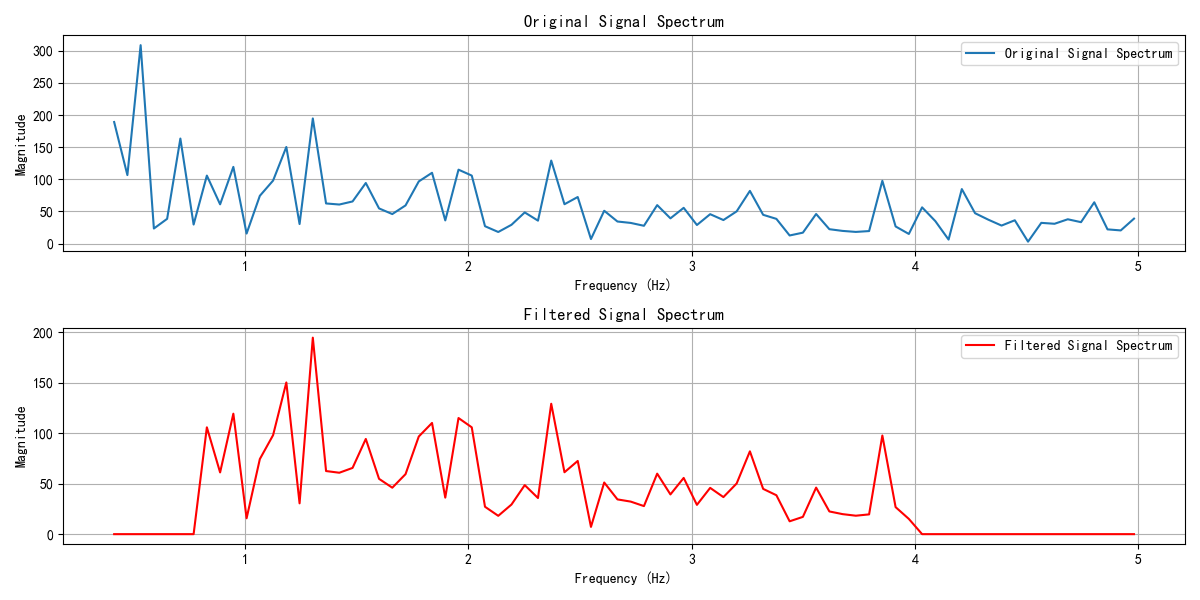 Original Signal Spectrum
Original Signal Spectrum
300
250
200
150
100
50
0
Magnitude
1 2 3 4 5
Frequency (Hz)
Filtered Signal Spectrum
Filtered Signal Spectrum
200
150
100
50
0
Magnitude
1 2 3 4 5
Frequency (Hz)